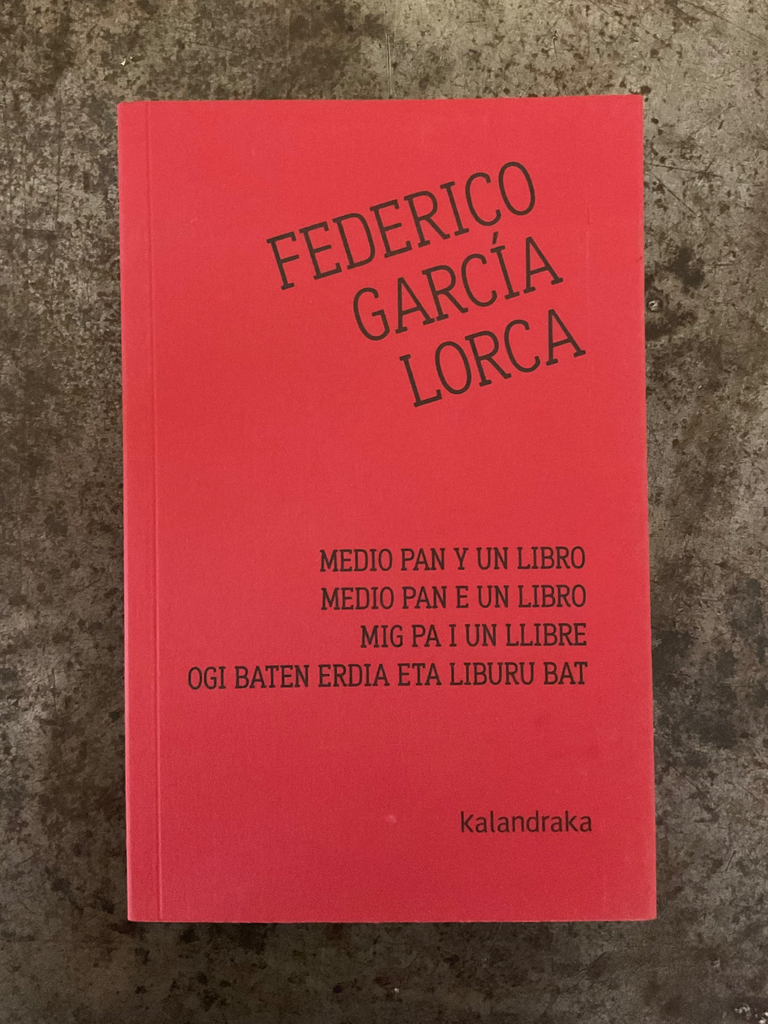 FEDERICO
GARCÍA
LORCA
MEDIO PAN Y UN LIBRO
MEDIO PAN E UN LIBRO
MIG PA I UN LLIBRE
OGI BATEN ERDIA ETA LIBURU BAT
kalandraka